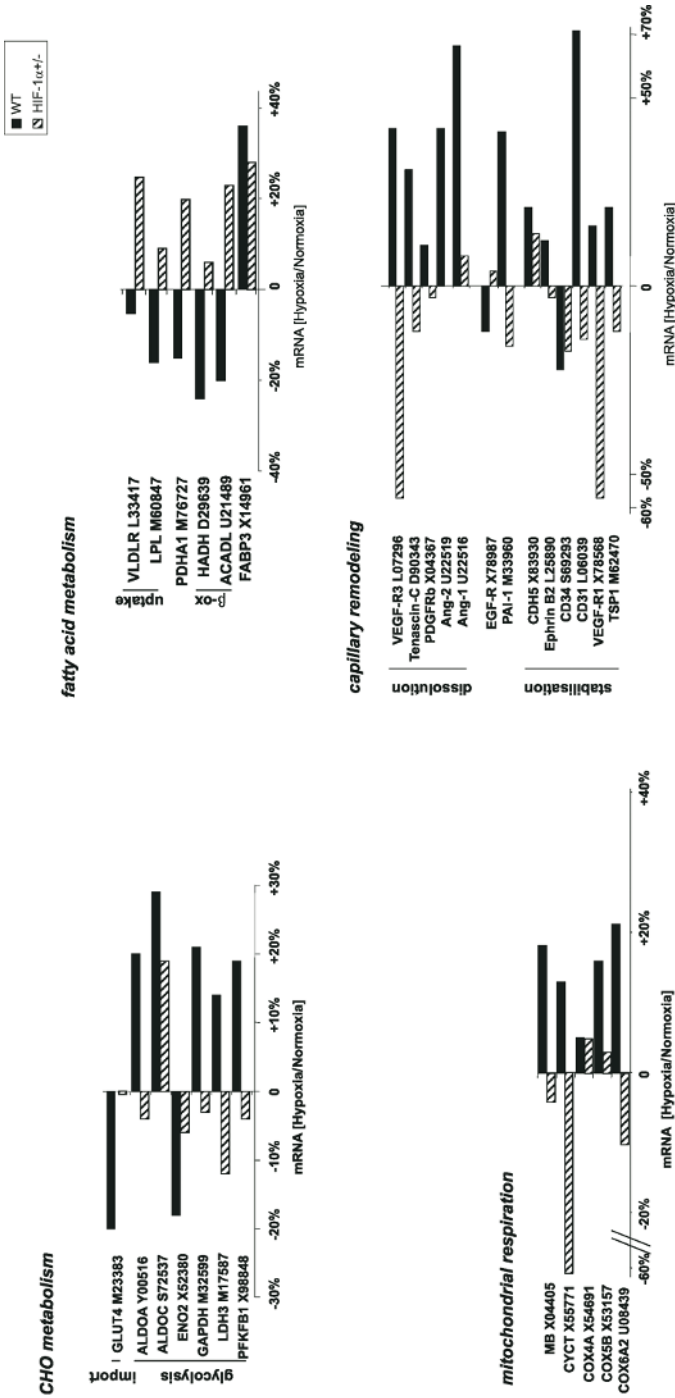 WT
HIF-1α+/-
fatty acid metabolism
uptake
β-ox
VLDLR L33417
LPL M60847
PDHA1 M76727
HADH D29639
ACADL U21489
FABP3 X14961
-40%
-20%
0
+20%
+40%
mRNA [Hypoxia/Normoxia]
capillary remodeling
dissolution
stabilisation
VEGF-R3 L07296
Tenascin-C D90343
PDGFRb X04367
Ang-2 U22519
Ang-1 U22516
EGF-R X78987
PAI-1 M33960
CDH5 X83930
Ephrin B2 L25890
CD34 S69293
CD31 L06039
VEGF-R1 X78568
TSP1 M62470
-60%
-50%
0
+50%
+70%
mRNA [Hypoxia/Normoxia]
CHO metabolism
import
glycolysis
GLUT4 M23383
ALDOA Y00516
ALDOC S72537
ENO2 X52380
GAPDH M32599
LDH3 M17587
PFKFB1 X98848
-30%
-20%
-10%
0
+10%
+20%
+30%
mRNA [Hypoxia/Normoxia]
mitochondrial respiration
MB X04405
CYCT X55771
COX4A X54691
COX5B X53157
COX6A2 U08439
-60%
-20%
0
+20%
+40%
mRNA [Hypoxia/Normoxia]